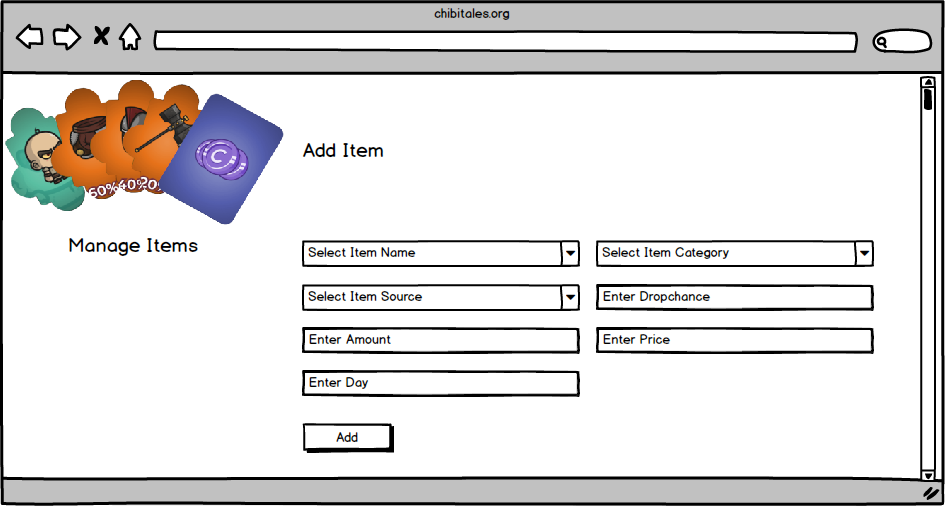 chibitales.org
60%
40%
20%
C
Add Item
Manage Items
Select Item Name
Select Item Category
Select Item Source
Enter Dropchance
Enter Amount
Enter Price
Enter Day
Add